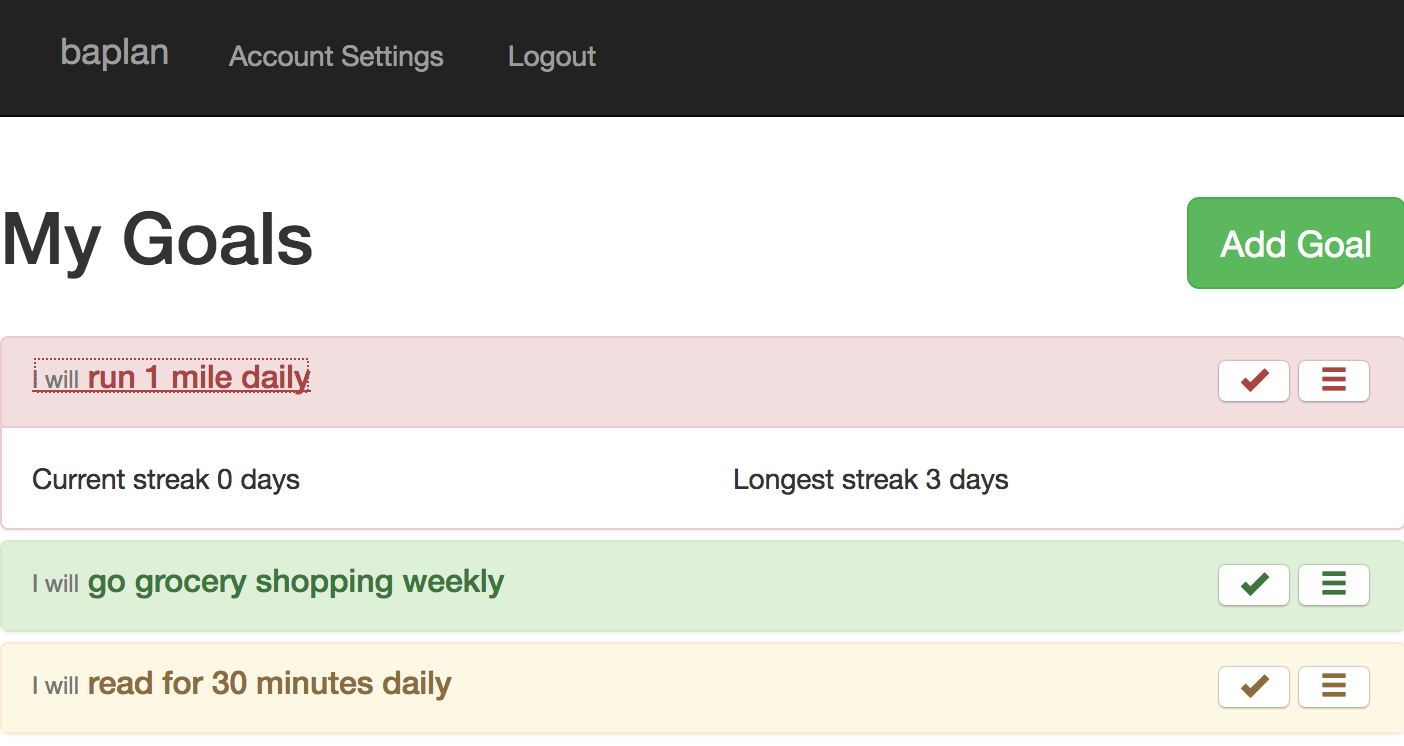 baplan Account Settings Logout
My Goals Add Goal
I will run 1 mile daily
Current streak 0 days Longest streak 3 days
I will go grocery shopping weekly
I will read for 30 minutes daily